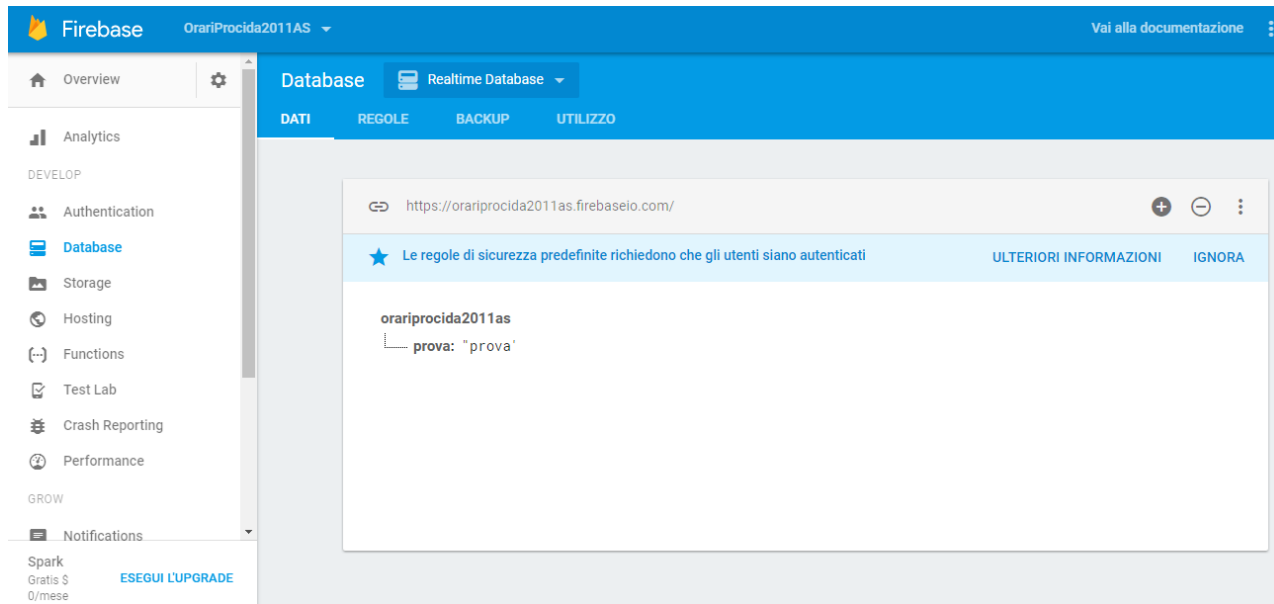 Firebase
OrariProcida2011AS
Vai alla documentazione
Overview
Analytics
DEVELOP
Authentication
Database
Storage
Hosting
Functions
Test Lab
Crash Reporting
Performance
GROW
Notifications
Spark
Gratis $
0/mese
ESEGUI L'UPGRADE
Database
Realtime Database
DATI REGOLE BACKUP UTILIZZO
https://orariprocida2011as.firebaseio.com/
Le regole di sicurezza predefinite richiedono che gli utenti siano autenticati
ULTERIORI INFORMAZIONI IGNORA
orariprocida2011as
prova: "prova'